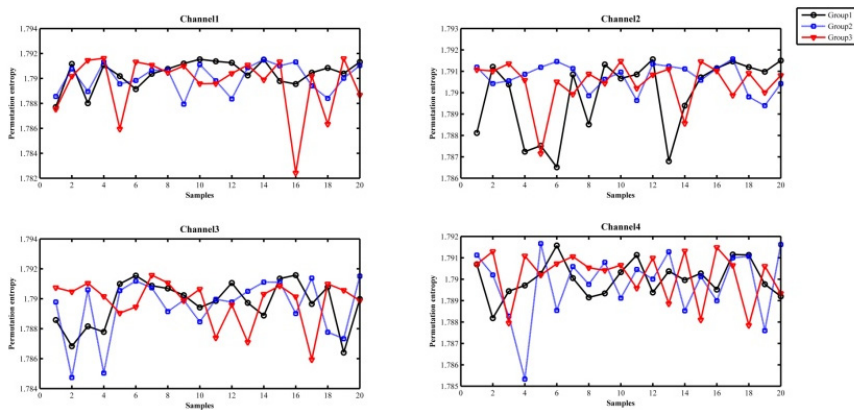 Channel1
Permutation entropy
1.794
1.792
1.79
1.788
1.786
1.784
1.782
0 2 4 6 8 10 12 14 16 18 20
Samples
Channel2
Permutation entropy
1.793
1.792
1.791
1.79
1.789
1.788
1.787
1.786
0 2 4 6 8 10 12 14 16 18 20
Samples
Group1
Group2
Group3
Channel3
Permutation entropy
1.794
1.792
1.79
1.788
1.786
1.784
0 2 4 6 8 10 12 14 16 18 20
Samples
Channel4
Permutation entropy
1.792
1.791
1.79
1.789
1.788
1.787
1.786
1.785
0 2 4 6 8 10 12 14 16 18 20
Samples